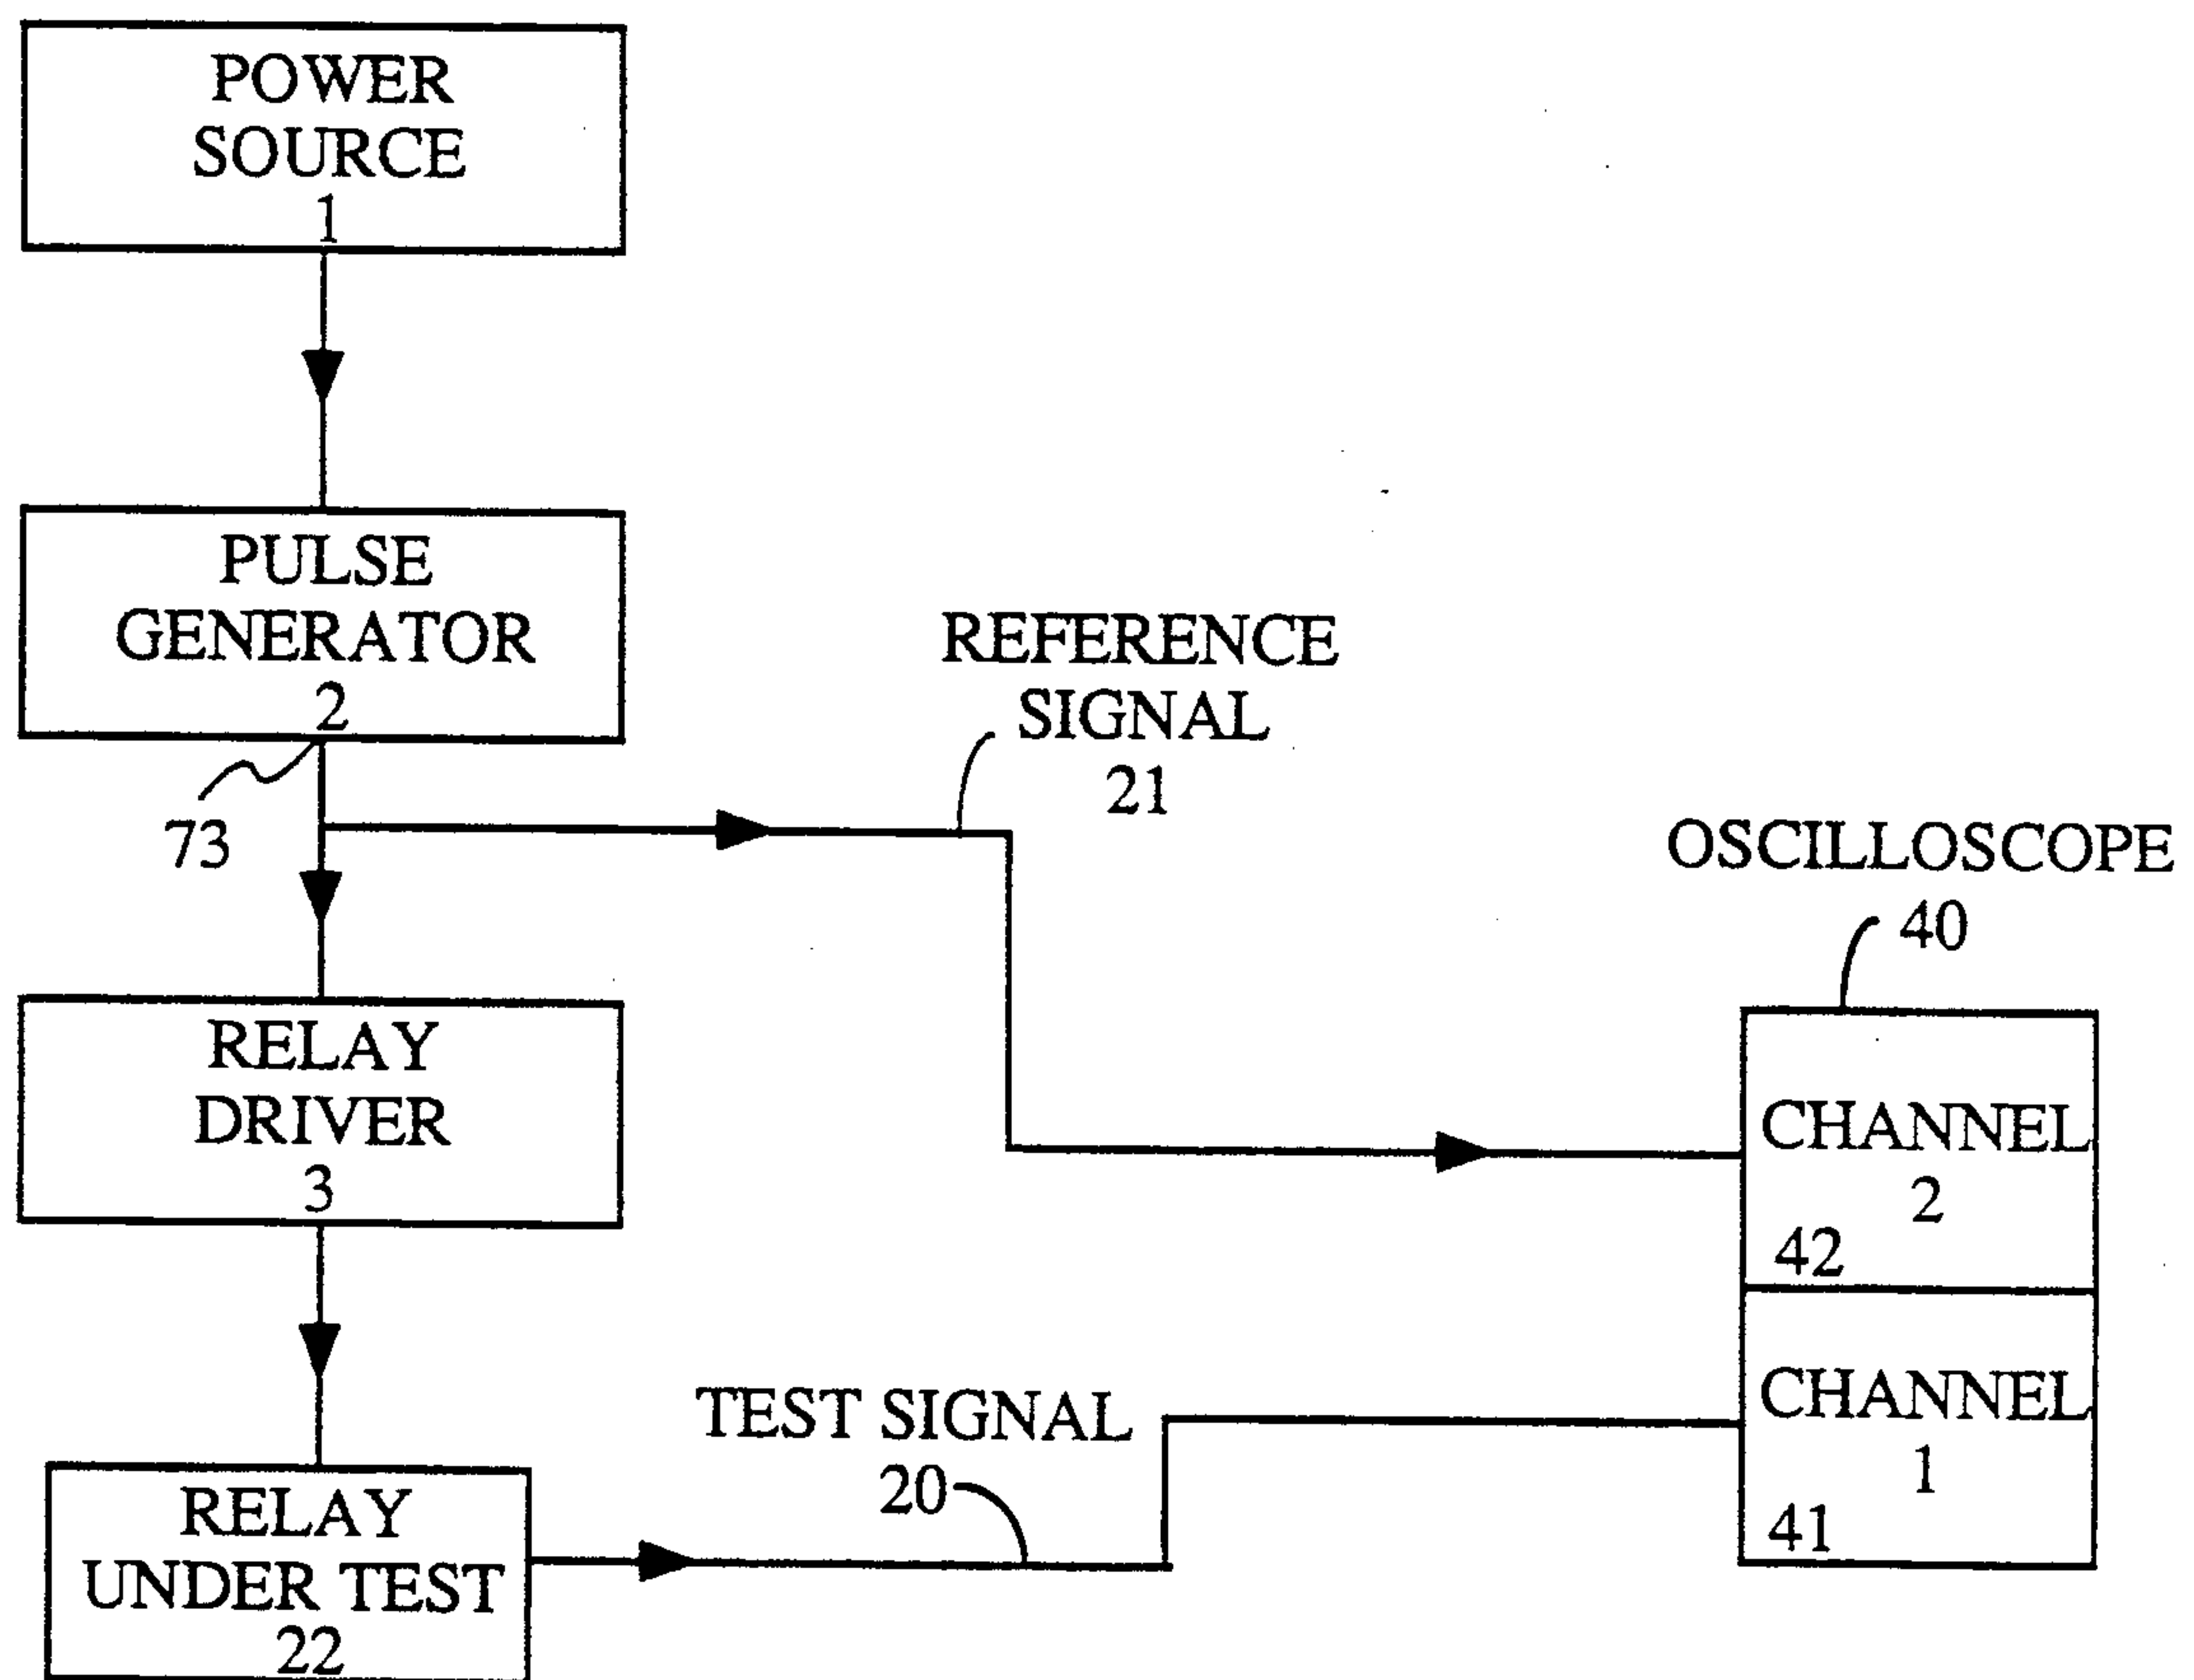 POWER
SOURCE
1
PULSE
GENERATOR
2
73
REFERENCE
SIGNAL
21
OSCILLOSCOPE
40
RELAY
DRIVER
3
CHANNEL
2
42
CHANNEL
1
41
TEST SIGNAL
20
RELAY
UNDER TEST
22